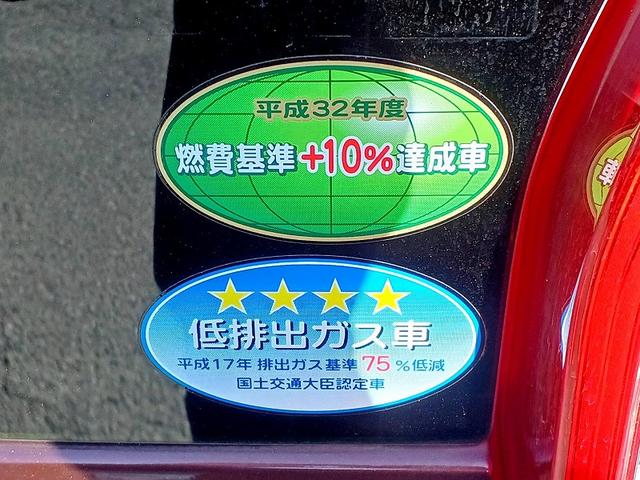 平成32年度
燃費基準+10%達成車
★★★★
低排出ガス車
平成17年 排出ガス基準 75 %低減
国土交通大臣認定車